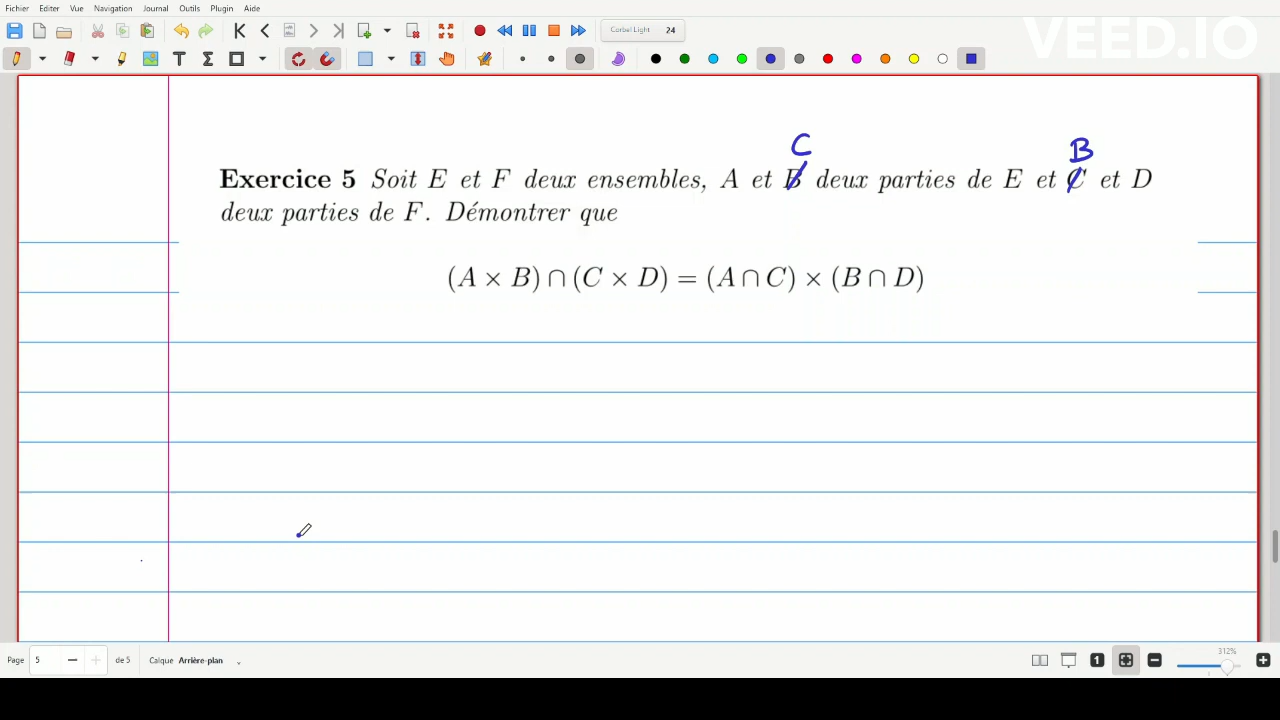 Fichier Editer Vue Navigation Journal Outils Plugin Aide
VEED.IO
Corbel Light 24
C B
Exercice 5 Soit E et F deux ensembles, A et B deux parties de E et C et D
deux parties de F. Démontrer que
(A × B) ∩ (C × D) = (A ∩ C) × (B ∩ D)
Page 5 de 5 Calque Arrière-plan 1 312%